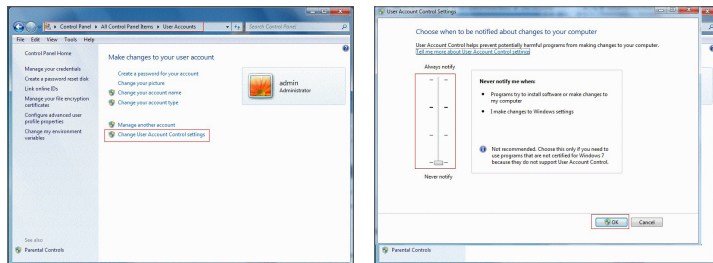 Control Panel ▸ All Control Panel Items ▸ User Accounts
Search Control Panel
File Edit View Tools Help
Control Panel Home
Manage your credentials
Create a password reset disk
Link online IDs
Manage your file encryption
certificates
Configure advanced user
profile properties
Change my environment
variables
See also
Parental Controls
Make changes to your user account
Create a password for your account
Change your picture
Change your account name
Change your account type
Manage another account
Change User Account Control settings
admin
Administrator
User Account Control Settings
Choose when to be notified about changes to your computer
User Account Control helps prevent potentially harmful programs from making changes to your computer.
Tell me more about User Account Control settings
Always notify
Never notify me when:
• Programs try to install software or make changes to
my computer
• I make changes to Windows settings
Not recommended. Choose this only if you need to
use programs that are not certified for Windows 7
because they do not support User Account Control.
Never notify
OK
Cancel
Parental Controls